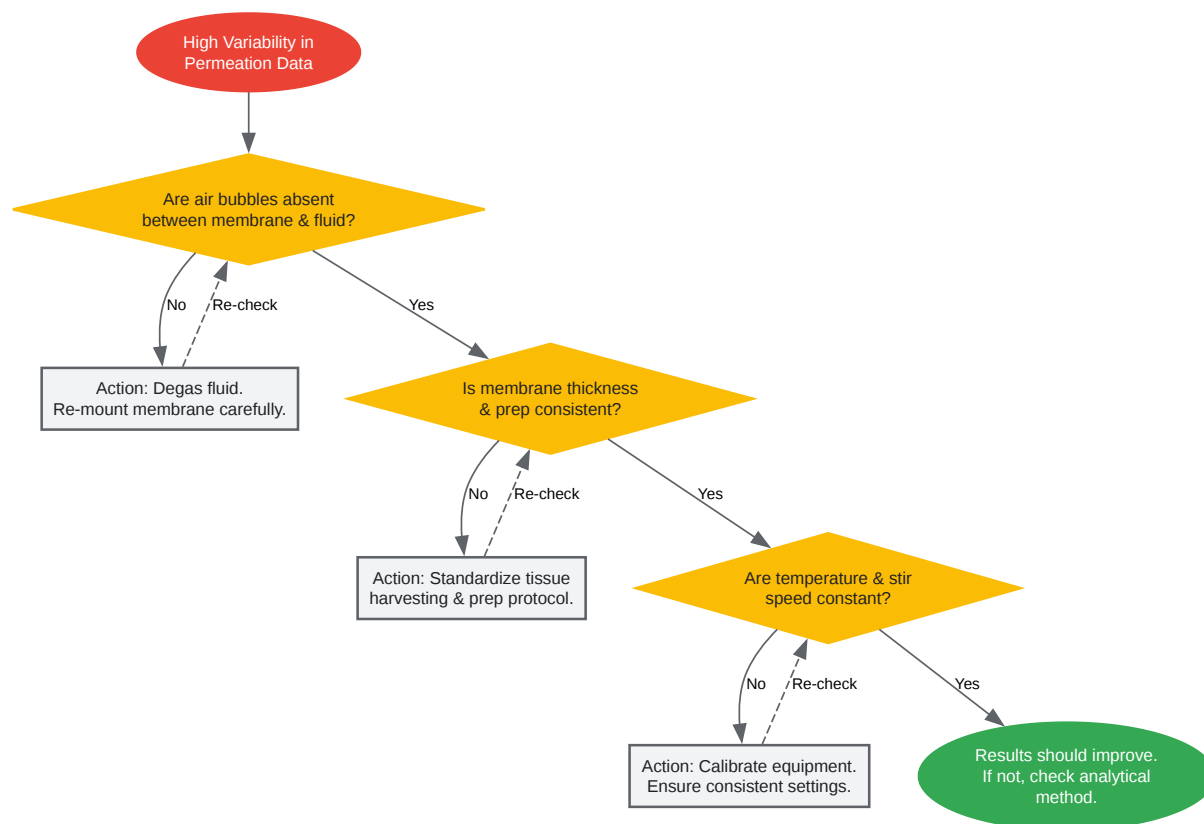 High Variability in
Permeation Data
Are air bubbles absent
between membrane & fluid?
No
Re-check
Yes
Action: Degas fluid.
Re-mount membrane carefully.
Is membrane thickness
& prep consistent?
No
Re-check
Yes
Action: Standardize tissue
harvesting & prep protocol.
Are temperature & stir
speed constant?
No
Re-check
Yes
Action: Calibrate equipment.
Ensure consistent settings.
Results should improve.
If not, check analytical
method.